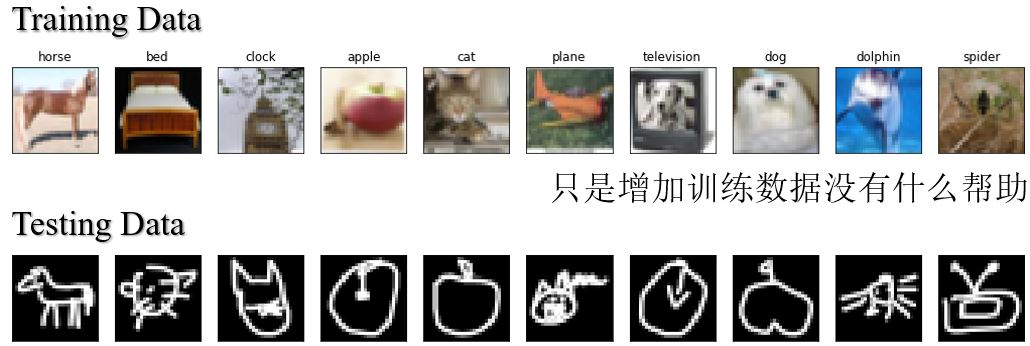 Training Data
horse bed clock apple cat plane television dog dolphin spider
只是增加训练数据没有什么帮助
Testing Data